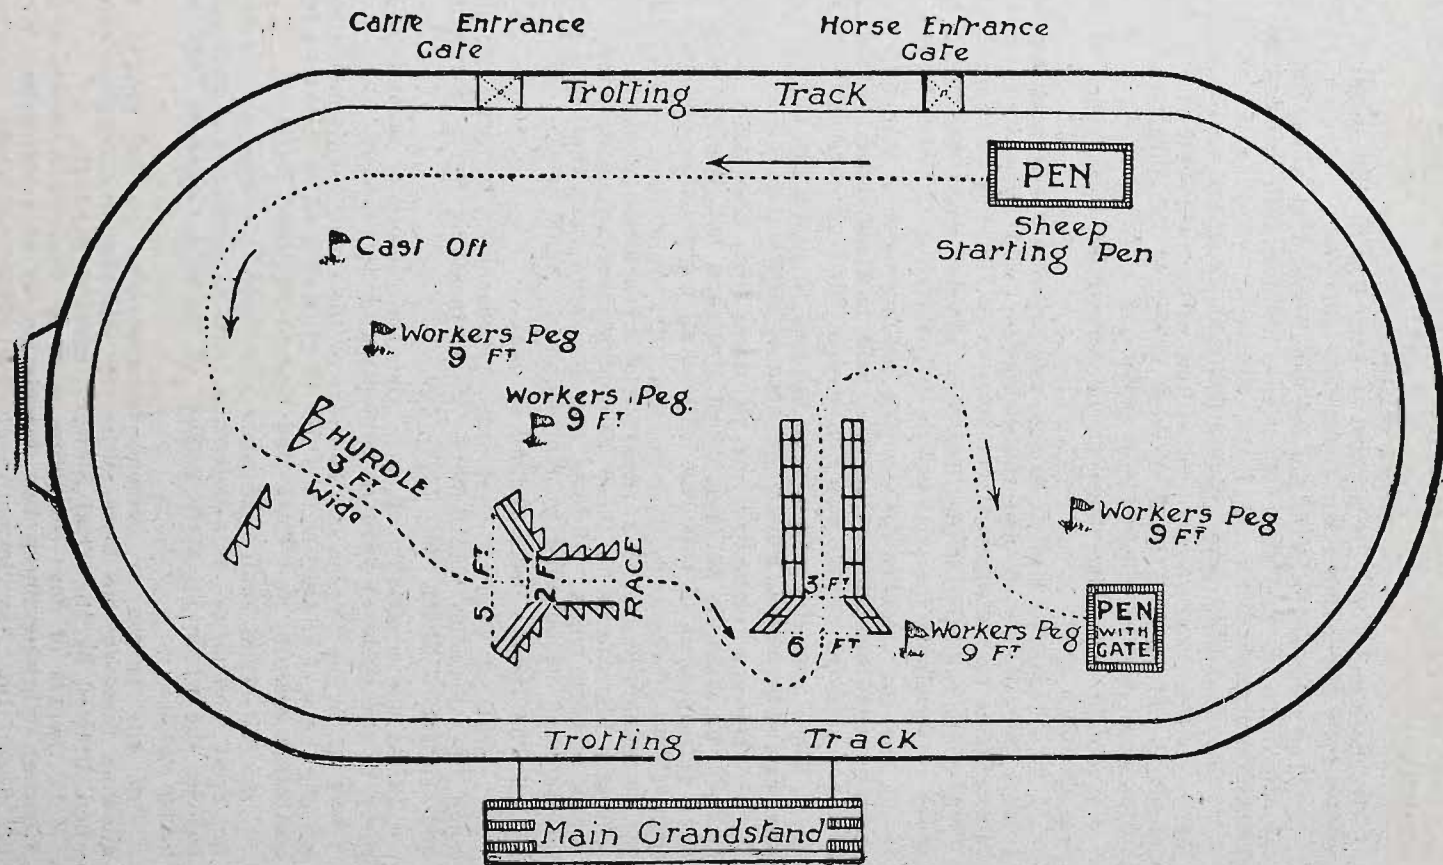 Cattle Entrance
Gate
Horse Entrance
Gate
Trotting Track
PEN
Sheep
Starting Pen
Cast Off
Workers Peg
9 FT
Workers Peg.
9 FT
HURDLE
3 FT
Wide
5 FT
2 FT
RACE
3 FT
6 FT
Workers Peg
9 FT
Workers Peg
9 FT
PEN
WITH
GATE
Trotting Track
Main Grandstand